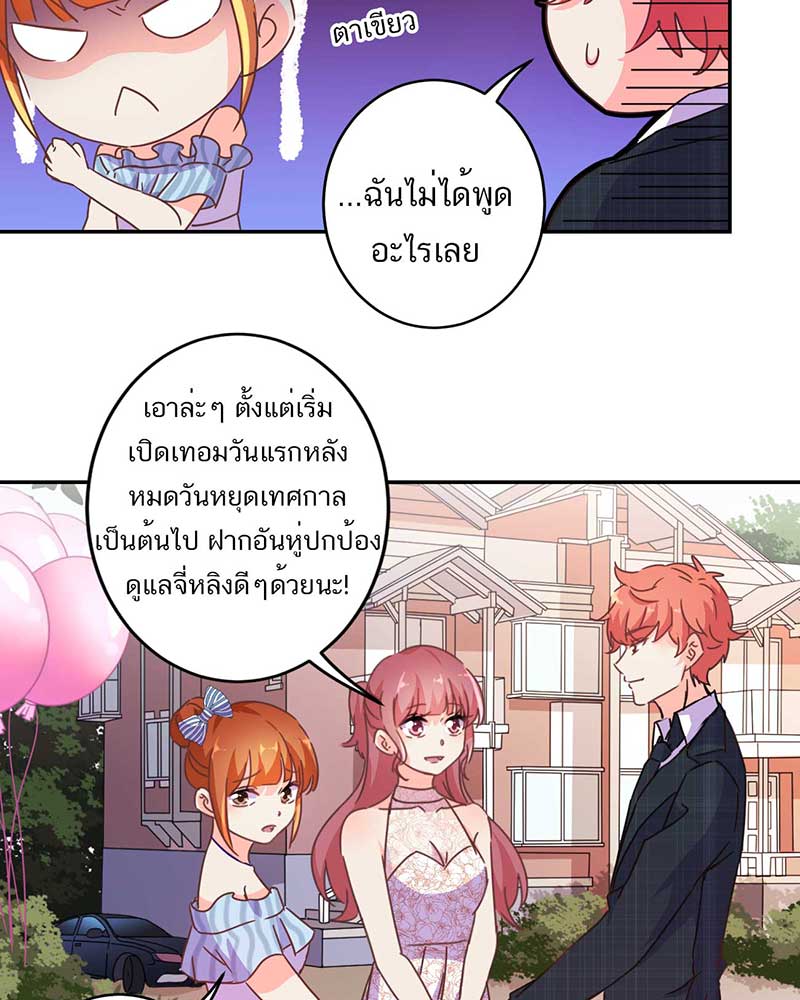 ตาเขียว
...ฉันไม่ได้พูด
อะไรเลย
เอาล่ะๆ ตั้งแต่เริ่ม
เปิดเทอมวันแรกหลัง
หมดวันหยุดเทศกาล
เป็นต้นไป ฝากอันหู่ปกป้อง
ดูแลจี่หลิงดีๆด้วยนะ!